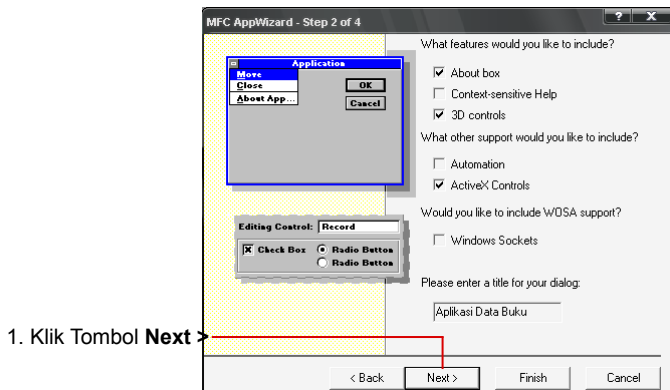 MFC AppWizard - Step 2 of 4
? X
What features would you like to include?
Application
Move
Close
About App...
OK
Cancel
About box
Context-sensitive Help
3D controls
What other support would you like to include?
Automation
ActiveX Controls
Would you like to include WOSA support?
Windows Sockets
Editing Control: Record
Check Box
Radio Button
Radio Button
Please enter a title for your dialog:
Aplikasi Data Buku
1. Klik Tombol Next >
< Back
Next >
Finish
Cancel